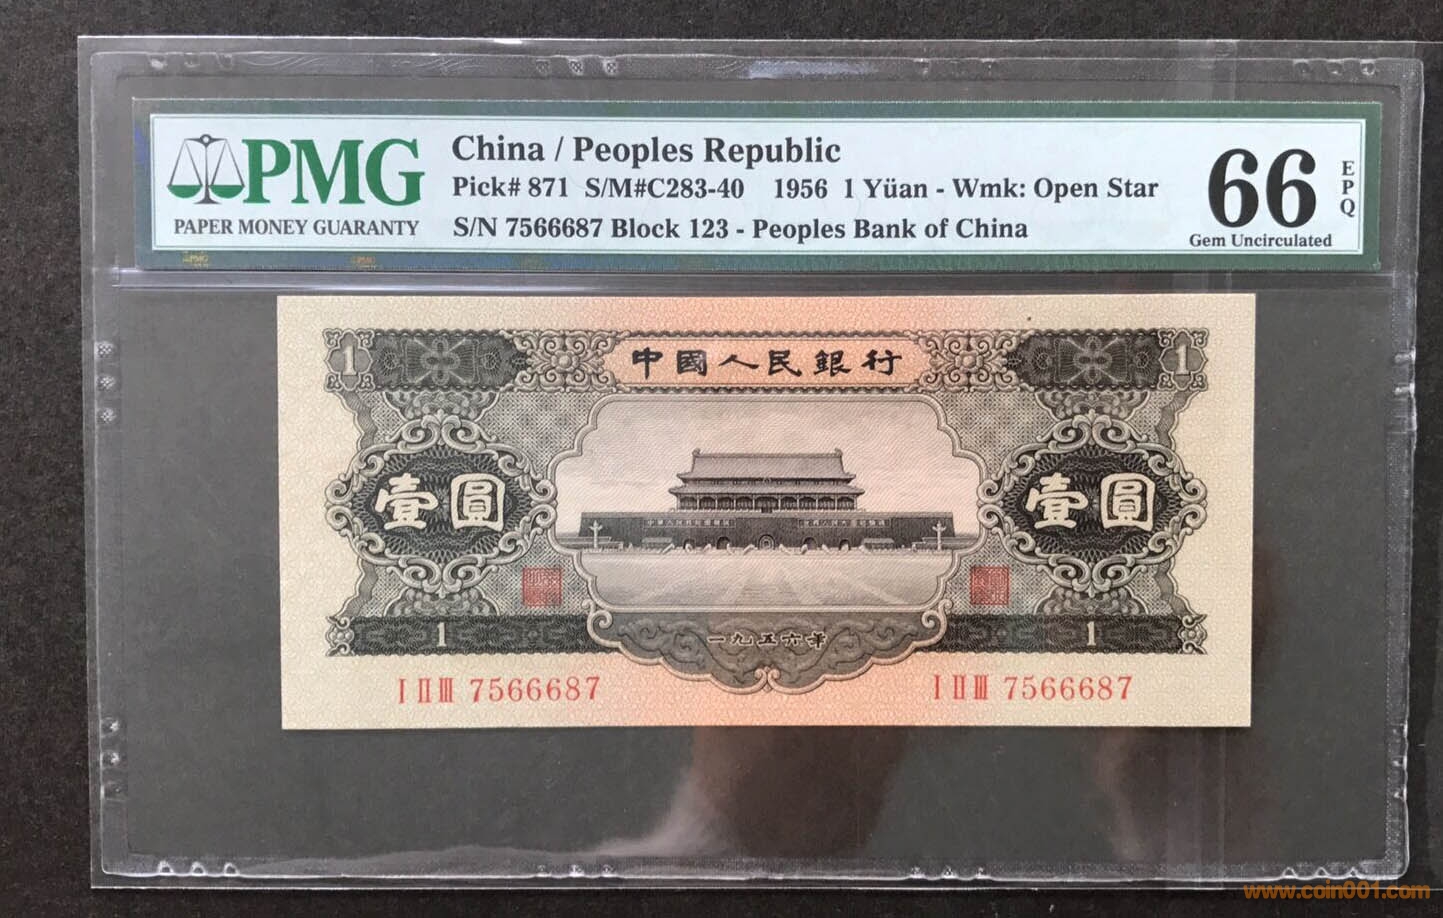 PMG
PAPER MONEY GUARANTY
China / Peoples Republic
Pick# 871 S/M#C283-40 1956 1 Yüan - Wmk: Open Star
S/N 7566687 Block 123 - Peoples Bank of China
66
EPQ
Gem Uncirculated
1 中國人民銀行 1
壹圓 壹圓
1 一九五六年 1
I II III 7566687 I II III 7566687
www.coin001.com